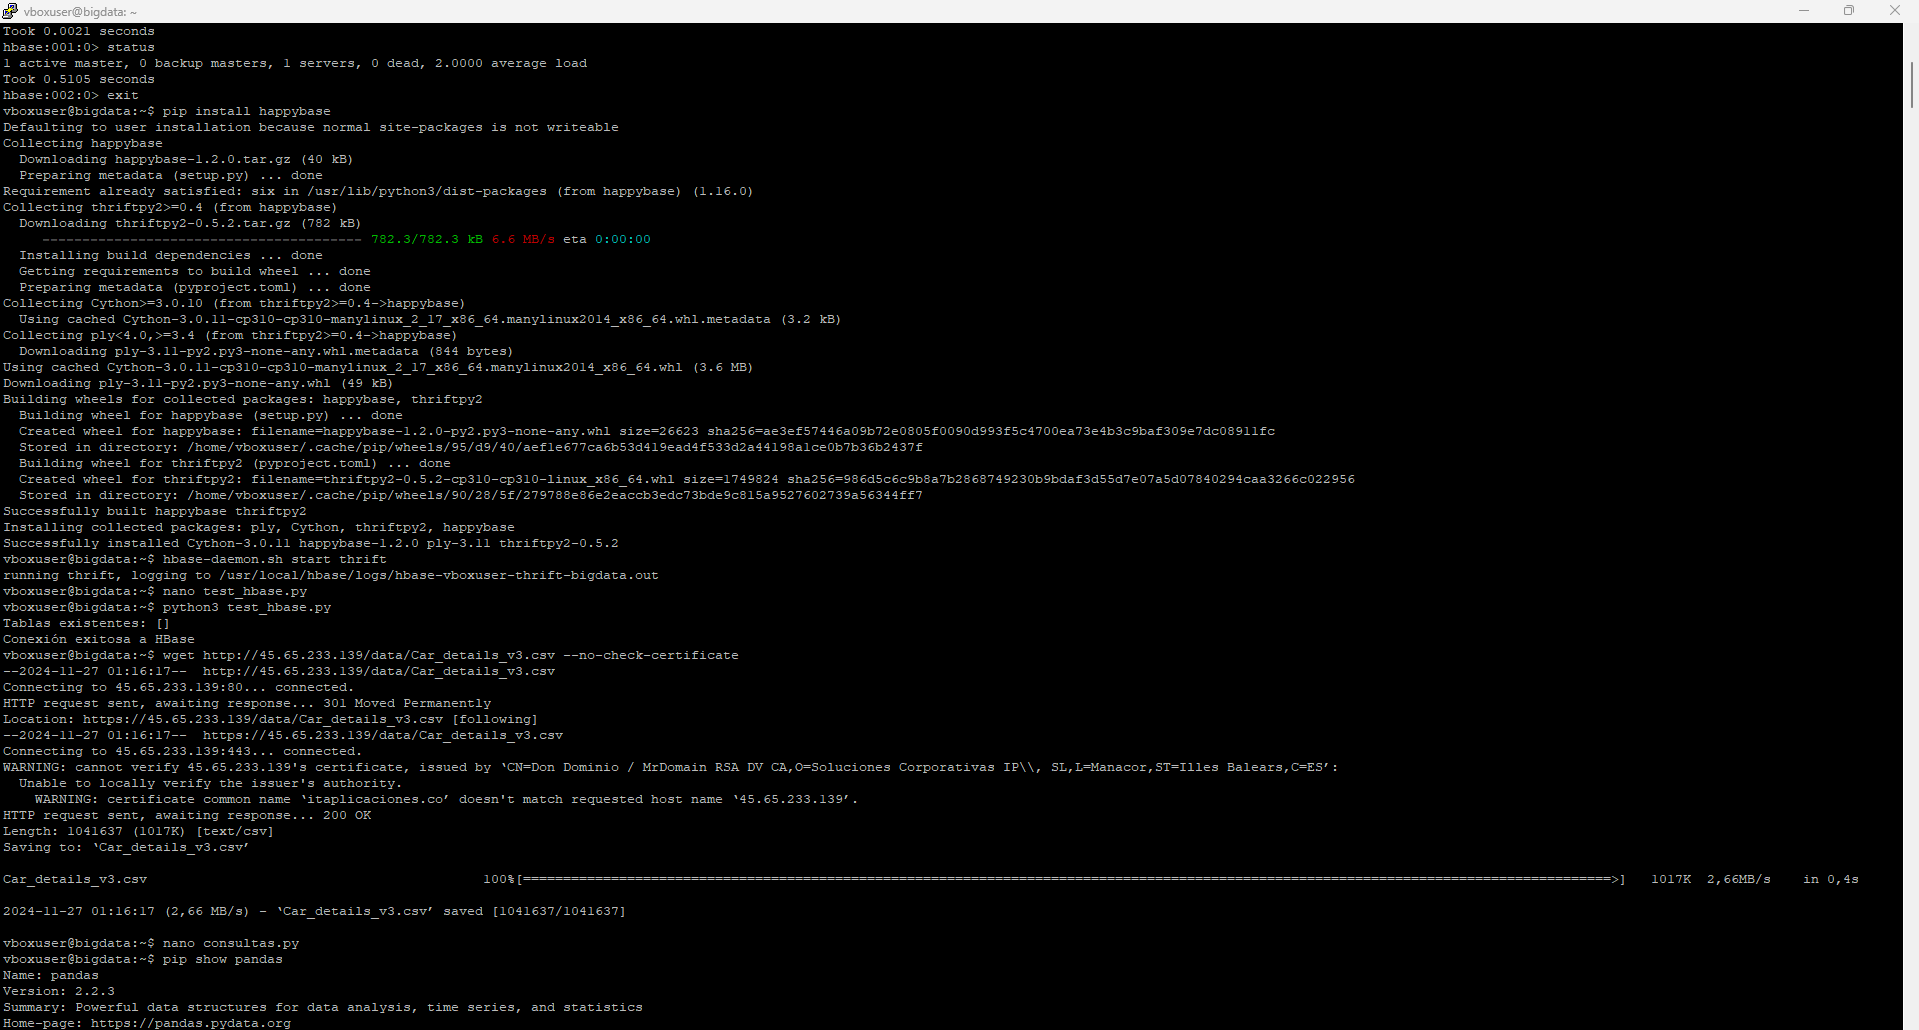 vboxuser@bigdata: ~
Took 0.0021 seconds
hbase:001:0> status
1 active master, 0 backup masters, 1 servers, 0 dead, 2.0000 average load
Took 0.5105 seconds
hbase:002:0> exit
vboxuser@bigdata:~$ pip install happybase
Defaulting to user installation because normal site-packages is not writeable
Collecting happybase
  Downloading happybase-1.2.0.tar.gz (40 kB)
  Preparing metadata (setup.py) ... done
Requirement already satisfied: six in /usr/lib/python3/dist-packages (from happybase) (1.16.0)
Collecting thriftpy2>=0.4 (from happybase)
  Downloading thriftpy2-0.5.2.tar.gz (782 kB)
     ---------------------------------------- 782.3/782.3 kB 6.6 MB/s eta 0:00:00
  Installing build dependencies ... done
  Getting requirements to build wheel ... done
  Preparing metadata (pyproject.toml) ... done
Collecting Cython>=3.0.10 (from thriftpy2>=0.4->happybase)
  Using cached Cython-3.0.11-cp310-cp310-manylinux_2_17_x86_64.manylinux2014_x86_64.whl.metadata (3.2 kB)
Collecting ply<4.0,>=3.4 (from thriftpy2>=0.4->happybase)
  Downloading ply-3.11-py2.py3-none-any.whl.metadata (844 bytes)
Using cached Cython-3.0.11-cp310-cp310-manylinux_2_17_x86_64.manylinux2014_x86_64.whl (3.6 MB)
Downloading ply-3.11-py2.py3-none-any.whl (49 kB)
Building wheels for collected packages: happybase, thriftpy2
  Building wheel for happybase (setup.py) ... done
  Created wheel for happybase: filename=happybase-1.2.0-py2.py3-none-any.whl size=26623 sha256=ae3ef57446a09b72e0805f0090d993f5c4700ea73e4b3c9baf309e7dc08911fc
  Stored in directory: /home/vboxuser/.cache/pip/wheels/95/d9/40/aef1e677ca6b53d419ead4f533d2a44198a1ce0b7b36b2437f
  Building wheel for thriftpy2 (pyproject.toml) ... done
  Created wheel for thriftpy2: filename=thriftpy2-0.5.2-cp310-cp310-linux_x86_64.whl size=1749824 sha256=986d5c6c9b8a7b2868749230b9bdaf3d55d7e07a5d07840294caa3266c022956
  Stored in directory: /home/vboxuser/.cache/pip/wheels/90/28/5f/279788e86e2eaccb3edc73bde9c815a9527602739a56344ff7
Successfully built happybase thriftpy2
Installing collected packages: ply, Cython, thriftpy2, happybase
Successfully installed Cython-3.0.11 happybase-1.2.0 ply-3.11 thriftpy2-0.5.2
vboxuser@bigdata:~$ hbase-daemon.sh start thrift
running thrift, logging to /usr/local/hbase/logs/hbase-vboxuser-thrift-bigdata.out
vboxuser@bigdata:~$ nano test_hbase.py
vboxuser@bigdata:~$ python3 test_hbase.py
Tablas existentes: []
Conexión exitosa a HBase
vboxuser@bigdata:~$ wget http://45.65.233.139/data/Car_details_v3.csv --no-check-certificate
--2024-11-27 01:16:17--  http://45.65.233.139/data/Car_details_v3.csv
Connecting to 45.65.233.139:80... connected.
HTTP request sent, awaiting response... 301 Moved Permanently
Location: https://45.65.233.139/data/Car_details_v3.csv [following]
--2024-11-27 01:16:17--  https://45.65.233.139/data/Car_details_v3.csv
Connecting to 45.65.233.139:443... connected.
WARNING: cannot verify 45.65.233.139's certificate, issued by ‘CN=Don Dominio / MrDomain RSA DV CA,O=Soluciones Corporativas IP\\, SL,L=Manacor,ST=Illes Balears,C=ES’:
  Unable to locally verify the issuer's authority.
    WARNING: certificate common name ‘itaplicaciones.co’ doesn't match requested host name ‘45.65.233.139’.
HTTP request sent, awaiting response... 200 OK
Length: 1041637 (1017K) [text/csv]
Saving to: ‘Car_details_v3.csv’
Car_details_v3.csv 100%[========================================================================================================================================>] 1017K 2,66MB/s in 0,4s
2024-11-27 01:16:17 (2,66 MB/s) - ‘Car_details_v3.csv’ saved [1041637/1041637]
vboxuser@bigdata:~$ nano consultas.py
vboxuser@bigdata:~$ pip show pandas
Name: pandas
Version: 2.2.3
Summary: Powerful data structures for data analysis, time series, and statistics
Home-page: https://pandas.pydata.org